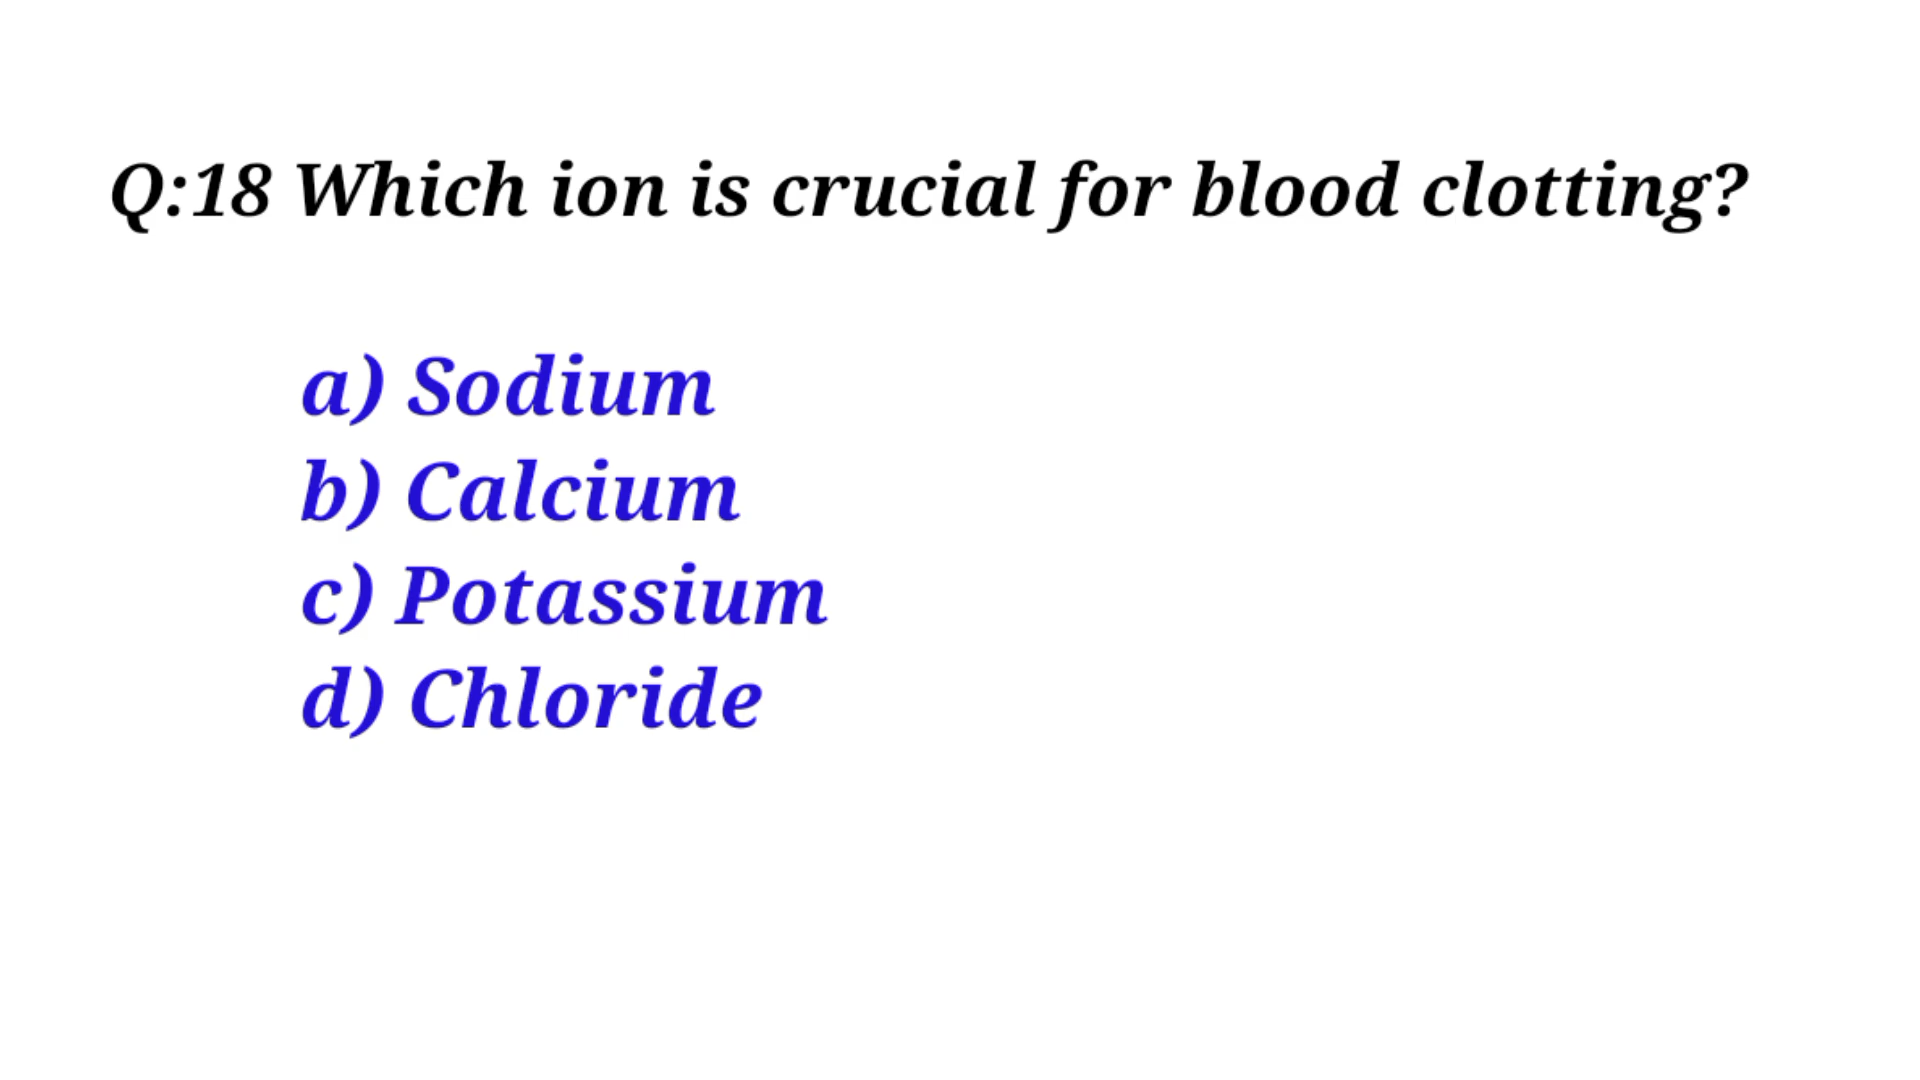 Q:18 Which ion is crucial for blood clotting?
a) Sodium
b) Calcium
c) Potassium
d) Chloride